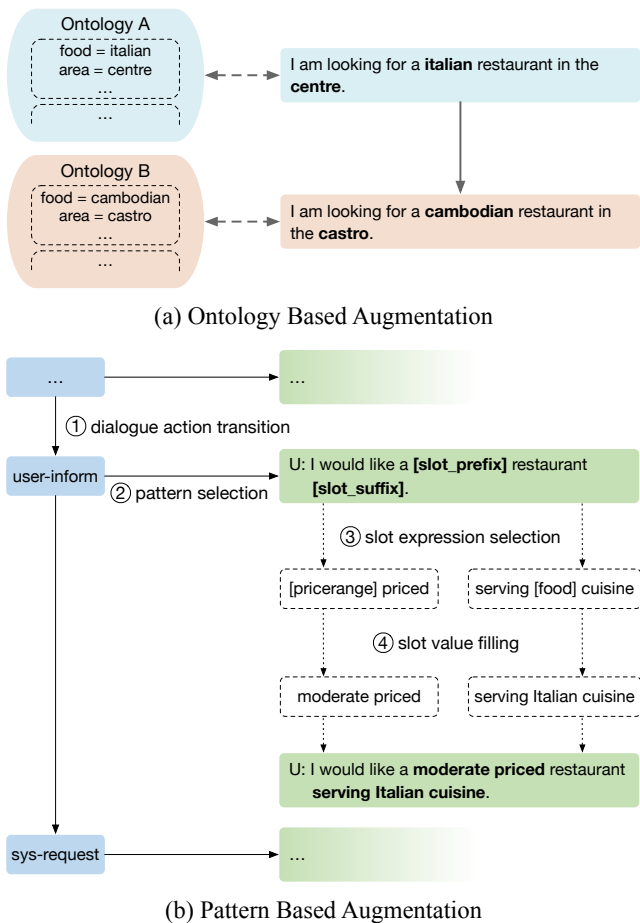 Ontology A
food = italian
area = centre
...
...
I am looking for a italian restaurant in the
centre.
Ontology B
food = cambodian
area = castro
...
...
I am looking for a cambodian restaurant in
the castro.
(a) Ontology Based Augmentation
...
...
① dialogue action transition
user-inform
② pattern selection
U: I would like a [slot_prefix] restaurant
[slot_suffix].
③ slot expression selection
[pricerange] priced
serving [food] cuisine
④ slot value filling
moderate priced
serving Italian cuisine
U: I would like a moderate priced restaurant
serving Italian cuisine.
sys-request
...
(b) Pattern Based Augmentation